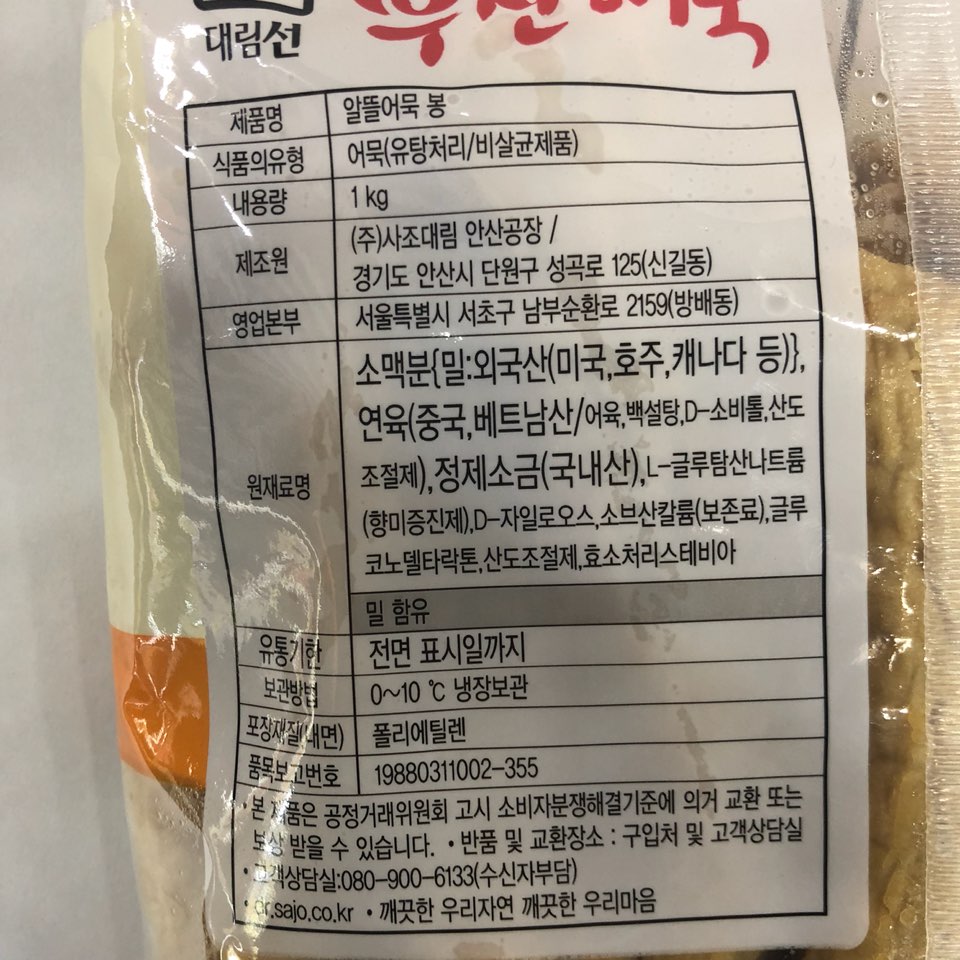 대림선
부산어묵
제품명 알뜰어묵 봉
식품의유형 어묵(유탕처리/비살균제품)
내용량 1 kg
제조원 (주)사조대림 안산공장 /
경기도 안산시 단원구 성곡로 125(신길동)
영업본부 서울특별시 서초구 남부순환로 2159(방배동)
원재료명 소맥분{밀:외국산(미국,호주,캐나다 등)},
연육(중국,베트남산/어육,백설탕,D-소비톨,산도
조절제),정제소금(국내산),L-글루탐산나트륨
(향미증진제),D-자일로오스,소브산칼륨(보존료),글루
코노델타락톤,산도조절제,효소처리스테비아
밀 함유
유통기한 전면 표시일까지
보관방법 0~10 ℃ 냉장보관
포장재질(내면) 폴리에틸렌
품목보고번호 19880311002-355
• 본 제품은 공정거래위원회 고시 소비자분쟁해결기준에 의거 교환 또는
보상 받을 수 있습니다. • 반품 및 교환장소 : 구입처 및 고객상담실
• 고객상담실:080-900-6133(수신자부담)
• dr.sajo.co.kr • 깨끗한 우리자연 깨끗한 우리마음